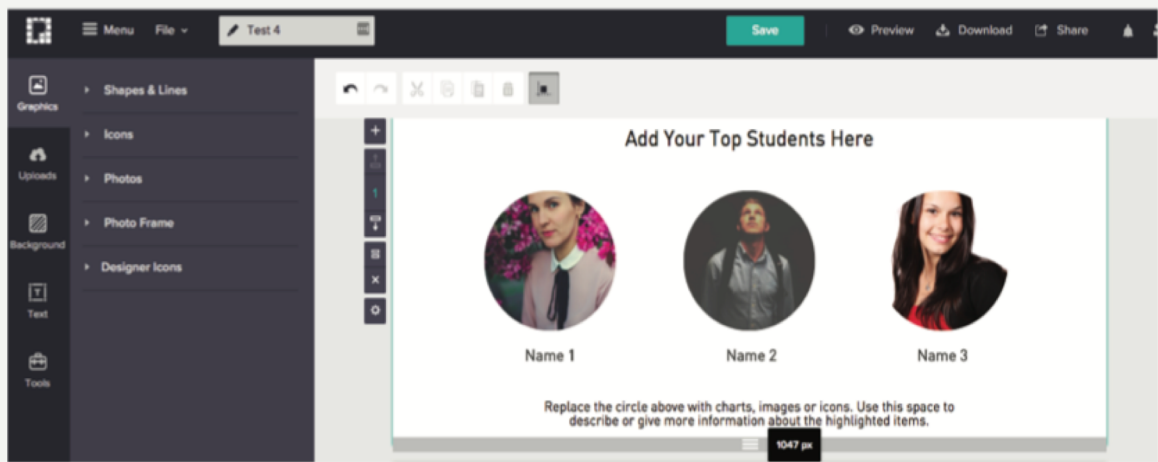 Menu
File
Test 4
Save
Preview
Download
Share
Graphics
Uploads
Background
Text
Tools
Shapes & Lines
Icons
Photos
Photo Frame
Designer Icons
1
Add Your Top Students Here
Name 1
Name 2
Name 3
Replace the circle above with charts, images or icons. Use this space to
describe or give more information about the highlighted items.
1047 px